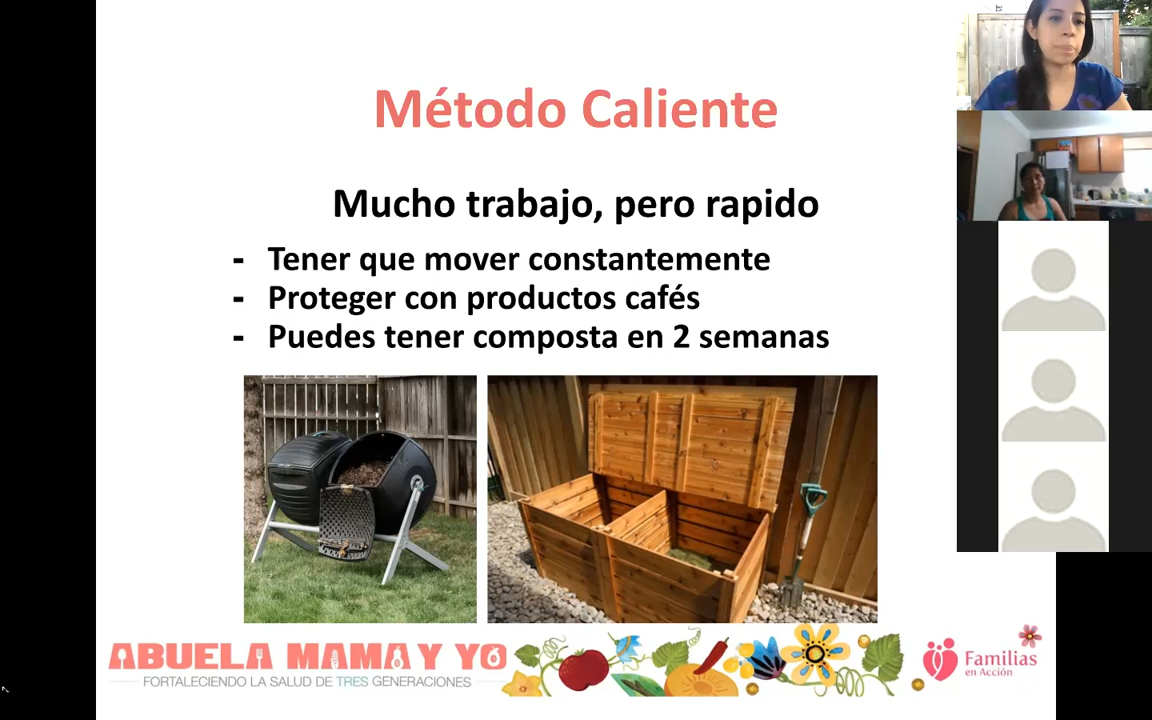 Método Caliente
Mucho trabajo, pero rapido
- Tener que mover constantemente
- Proteger con productos cafés
- Puedes tener composta en 2 semanas
ABUELA MAMA Y YO
FORTALECIENDO LA SALUD DE TRES GENERACIONES
Familias
en Acción